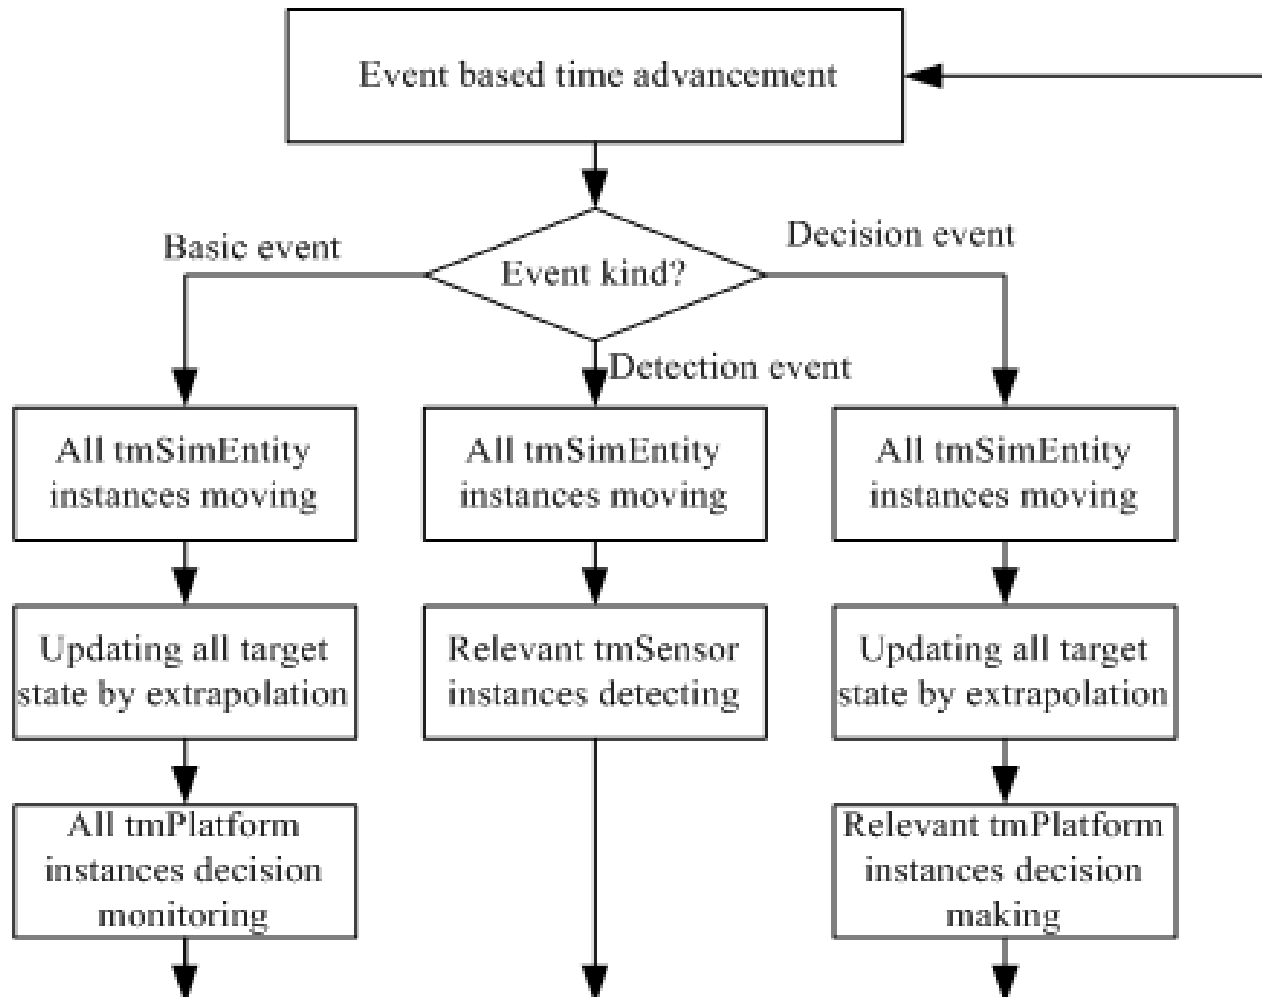 Event based time advancement
Basic event
Decision event
Event kind?
Detection event
All tmSimEntity
instances moving
All tmSimEntity
instances moving
All tmSimEntity
instances moving
Updating all target
state by extrapolation
Relevant tmSensor
instances detecting
Updating all target
state by extrapolation
All tmPlatform
instances decision
monitoring
Relevant tmPlatform
instances decision
making